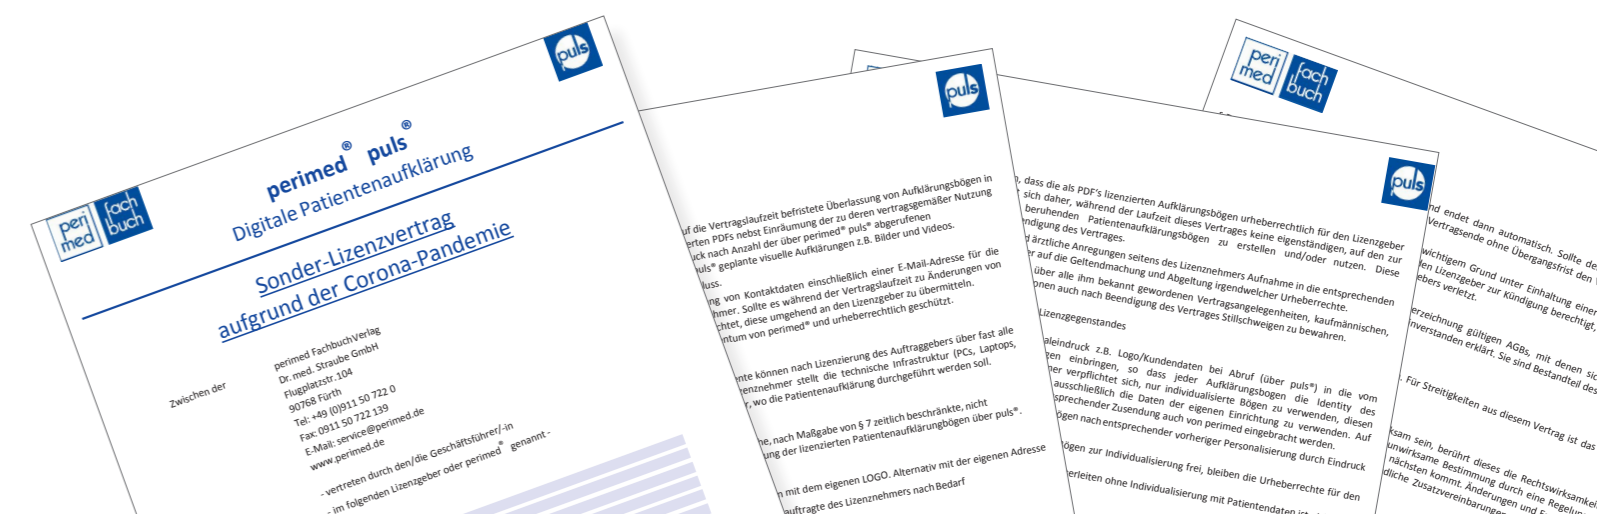 puls
peri
med
fach
buch
perimed® puls®
Digitale Patientenaufklärung
Sonder-Lizenzvertrag
aufgrund der Corona-Pandemie
Zwischen der
perimed Fachbuch Verlag
Dr. med. Straube GmbH
Flugplatzstr. 104
90768 Fürth
Tel: +49 (0)911 50 722 0
Fax: 0911 50 722 139
E-Mail: service@perimed.de
www.perimed.de
- vertreten durch den/die Geschäftsführer/-in
- im folgenden Lizenzgeber oder perimed® genannt -
puls
auf die Vertragslaufzeit befristete Überlassung von Aufklärungsbögen in
erten PDFs nebst Einräumung der zu deren vertragsgemäßer Nutzung
uck nach Anzahl der über perimed® puls® abgerufenen
uls® geplante visuelle Aufklärungen z.B. Bilder und Videos.
luss.
ng von Kontaktdaten einschließlich einer E-Mail-Adresse für die
hmer. Sollte es während der Vertragslaufzeit zu Änderungen von
chtet, diese umgehend an den Lizenzgeber zu übermitteln.
ntum von perimed® und urheberrechtlich geschützt.
ente können nach Lizenzierung des Auftraggebers über fast alle
enznehmer stellt die technische Infrastruktur (PCs, Laptops,
r, wo die Patientenaufklärung durchgeführt werden soll.
he, nach Maßgabe von § 7 zeitlich beschränkte, nicht
ung der lizenzierten Patientenaufklärungbögen über puls®.
n mit dem eigenen LOGO. Alternativ mit der eigenen Adresse
auftragte des Lizenznehmers nach Bedarf
puls
n, dass die als PDF's lizenzierten Aufklärungsbögen urheberrechtlich für den Lizenzgeber
t sich daher, während der Laufzeit dieses Vertrages keine eigenständigen, auf den zur
beruhenden Patientenaufklärungsbögen zu erstellen und/oder nutzen. Diese
ndigung des Vertrages.
d ärztliche Anregungen seitens des Lizenznehmers Aufnahme in die entsprechenden
er auf die Geltendmachung und Abgeltung irgendwelcher Urheberrechte.
über alle ihm bekannt gewordenen Vertragsangelegenheiten, kaufmännischen,
onen auch nach Beendigung des Vertrages Stillschweigen zu bewahren.
Lizenzgegenstandes
aleindruck z.B. Logo/Kundendaten bei Abruf (über puls®) in die vom
gen einbringen, so dass jeder Aufklärungsbogen die Identity des
ner verpflichtet sich, nur individualisierte Bögen zu verwenden, diesen
ausschließlich die Daten der eigenen Einrichtung zu verwenden. Auf
sprechender Zusendung auch von perimed eingebracht werden.
ögen nach entsprechender vorheriger Personalisierung durch Eindruck
ögen zur Individualisierung frei, bleiben die Urheberrechte für den
erleiten ohne Individualisierung mit Patientendaten ist
peri
med
fach
buch
nd endet dann automatisch. Sollte de
Vertragsende ohne Übergangsfrist den
wichtigem Grund unter Einhaltung einer
den Lizenzgeber zur Kündigung berechtigt,
ebers verletzt.
erzeichnung gültigen AGBs, mit denen sic
nverstanden erklärt. Sie sind Bestandteil des
. Für Streitigkeiten aus diesem Vertrag ist das
ksam sein, berührt dieses die Rechtswirksamkei
unwirksame Bestimmung durch eine Regelun
nächsten kommt. Änderungen und
dliche Zusatzvereinbarungen